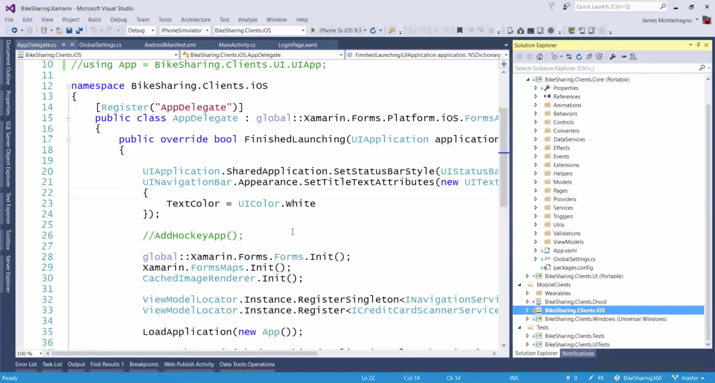 BikeSharing.Xamarin - Microsoft Visual Studio
Quick Launch (Ctrl+Q)
File Edit View Project Build Debug Team Tools Architecture Test Analyze Window Help
James Montemagno
Debug iPhoneSimulator BikeSharing.Clients.iOS iPhone 5s iOS 9.3
AppDelegate.cs GlobalSettings.cs AndroidManifest.xml MainActivity.cs LoginPage.xaml
BikeSharing.Clients.iOS BikeSharing.Clients.iOS.AppDelegate FinishedLaunching(UIApplication application, NSDictionary
10 //using App = BikeSharing.Clients.UI.UIApp;
11
12 namespace BikeSharing.Clients.iOS
13 {
14 [Register("AppDelegate")]
15 public class AppDelegate : global::Xamarin.Forms.Platform.iOS.FormsA
16 {
17 public override bool FinishedLaunching(UIApplication application
18 {
20 UIApplication.SharedApplication.SetStatusBarStyle(UIStatusBa
21 UINavigationBar.Appearance.SetTitleTextAttributes(new UIText
22 {
23 TextColor = UIColor.White
24 });
25
26 //AddHockeyApp();
28 global::Xamarin.Forms.Forms.Init();
29 Xamarin.FormsMaps.Init();
30 CachedImageRenderer.Init();
31
32 ViewModelLocator.Instance.RegisterSingleton<INavigationServi
33 ViewModelLocator.Instance.RegisterSingleton<ICreditCardScannerServic
35 LoadApplication(new App());
100 %
Document Outline
Properties
SQL Server Object Explorer
Test Explorer
Toolbox
Server Explorer
Solution Explorer
Search Solution Explorer (Ctrl+;)
BikeSharing.Clients.Core (Portable)
Properties
References
Animations
Behaviors
Controls
Converters
DataServices
Effects
Events
Extensions
Helpers
Models
Pages
Providers
Services
Triggers
Utils
Validations
ViewModels
App.xaml
GlobalSettings.cs
packages.config
BikeSharing.Clients.UI (Portable)
MobileClients
Wearables
BikeSharing.Clients.Droid
BikeSharing.Clients.iOS
BikeSharing.Clients.Windows (Universal Windows)
Tests
BikeSharing.Clients.Tests
BikeSharing.Clients.UITests
Solution Explorer Notifications
Error List Task List Output Find Results 1 Breakpoints Web Publish Activity Data Tools Operations
Ready Ln 22 Col 14 Ch 14 INS 0 49 BikeSharing360 master